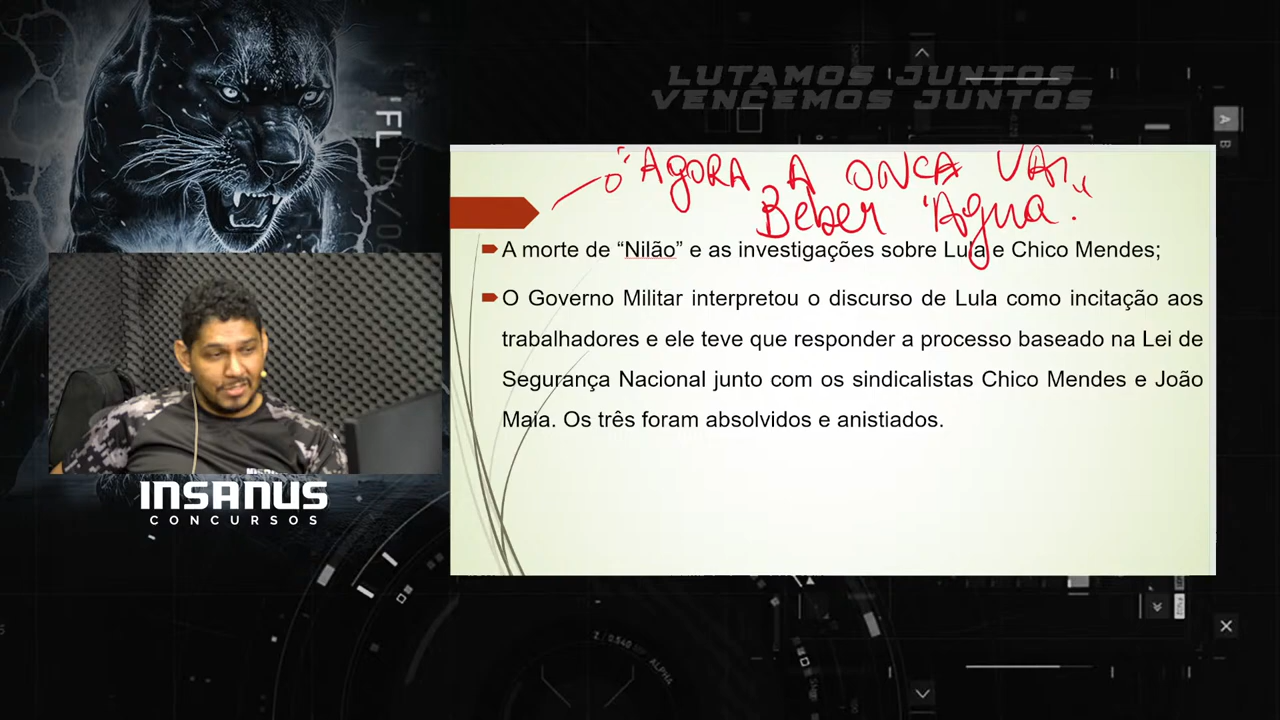 LUTAMOS JUNTOS
VENCEMOS JUNTOS
"AGORA A ONCA VAI
BEBER ÁGUA."
A morte de “Nilão” e as investigações sobre Lula e Chico Mendes;
O Governo Militar interpretou o discurso de Lula como incitação aos
trabalhadores e ele teve que responder a processo baseado na Lei de
Segurança Nacional junto com os sindicalistas Chico Mendes e João
Maia. Os três foram absolvidos e anistiados.
INSANUS
CONCURSOS
A
B
ALPHA